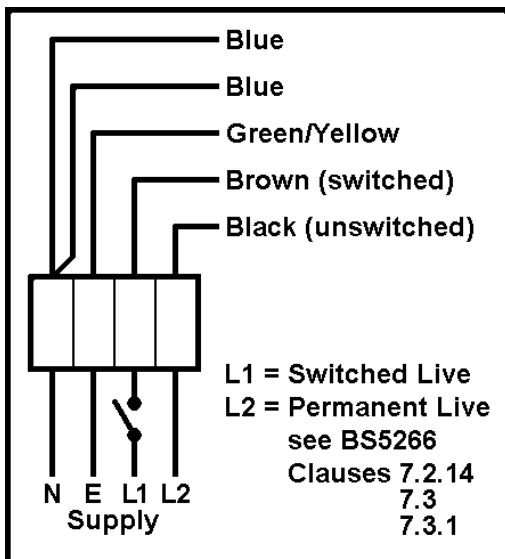 Blue
Blue
Green/Yellow
Brown (switched)
Black (unswitched)
L1 = Switched Live
L2 = Permanent Live
see BS5266
Clauses 7.2.14
7.3
7.3.1
N E L1 L2
Supply